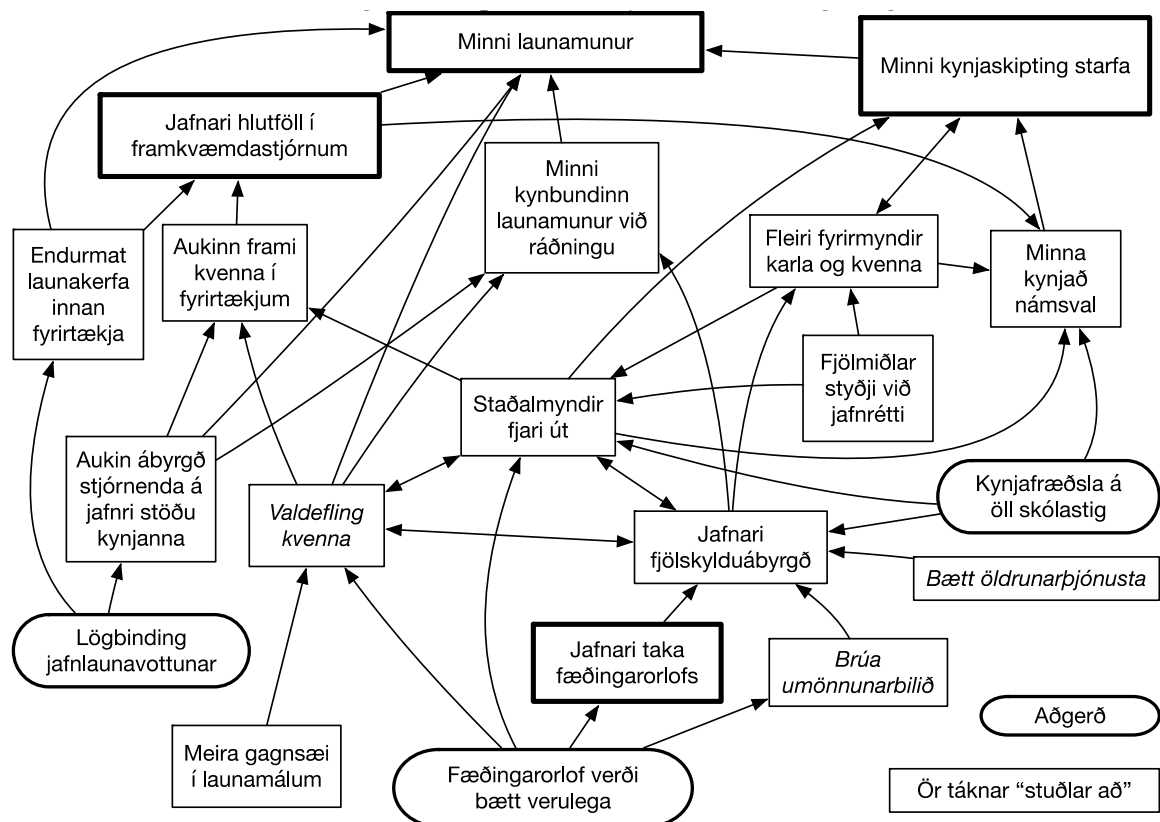 Minni launamunur
Minni kynjaskipting starfa
Jafnari hlutföll í
framkvæmdastjórnum
Minni
kynbundinn
launamunur við
ráðningu
Endurmat
launakerfa
innan
fyrirtækja
Aukinn frami
kvenna í
fyrirtækjum
Fleiri fyrirmyndir
karla og kvenna
Minna
kynjað
námsval
Fjölmiðlar
styðji við
jafnrétti
Staðalmyndir
fjari út
Aukin ábyrgð
stjórnenda á
jafnri stöðu
kynjanna
Valdefling
kvenna
Jafnari
fjölskylduábyrgð
Kynjafræðsla á
öll skólastig
Bætt öldrunarþjónusta
Lögbinding
jafnlaunavottunar
Jafnari taka
fæðingarorlofs
Brúa
umönnunarbilið
Meira gagnsæi
í launamálum
Fæðingarorlof verði
bætt verulega
Aðgerð
Ör táknar “stuðlar að”